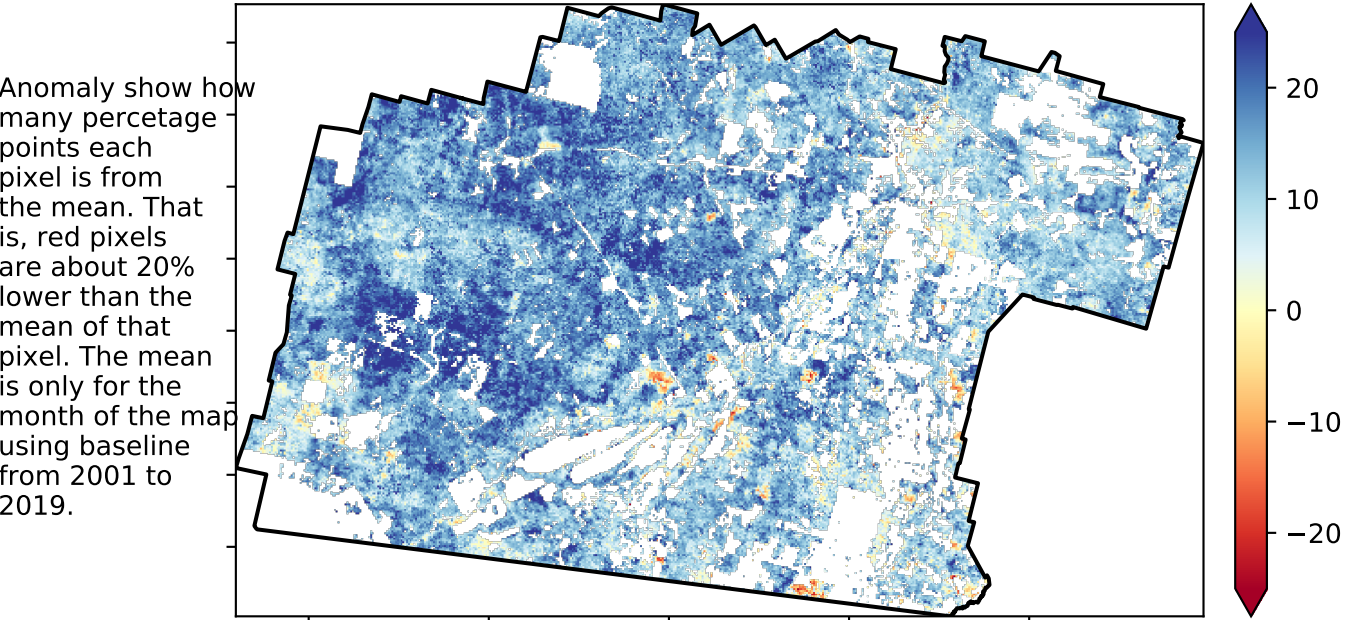 Anomaly show how
many percetage
points each
pixel is from
the mean. That
is, red pixels
are about 20%
lower than the
mean of that
pixel. The mean
is only for the
month of the map
using baseline
from 2001 to
2019.
20
10
0
−10
−20